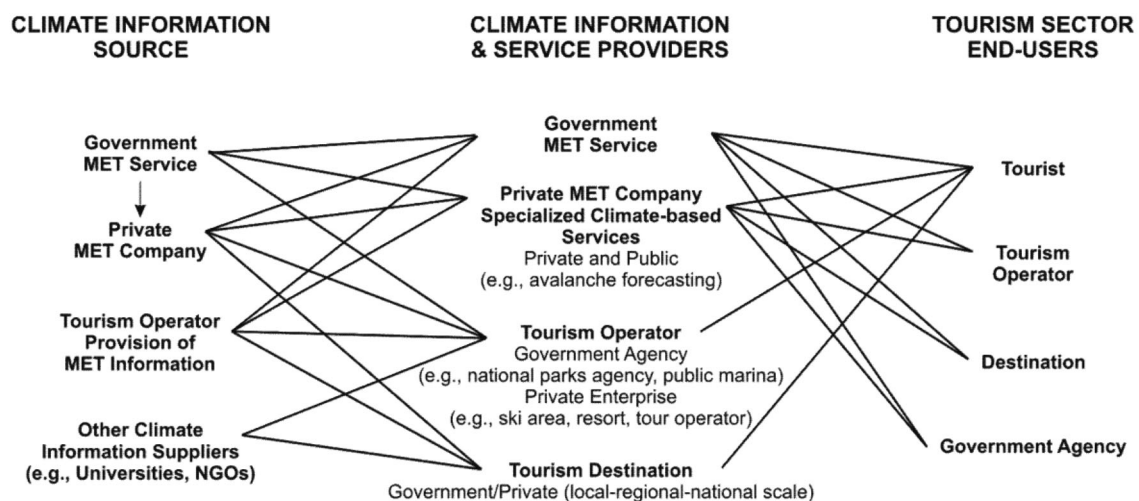 CLIMATE INFORMATION
SOURCE
CLIMATE INFORMATION
& SERVICE PROVIDERS
TOURISM SECTOR
END-USERS
Government
MET Service
Private
MET Company
Tourism Operator
Provision of
MET Information
Other Climate
Information Suppliers
(e.g., Universities, NGOs)
Government
MET Service
Private MET Company
Specialized Climate-based
Services
Private and Public
(e.g., avalanche forecasting)
Tourism Operator
Government Agency
(e.g., national parks agency, public marina)
Private Enterprise
(e.g., ski area, resort, tour operator)
Tourism Destination
Government/Private (local-regional-national scale)
Tourist
Tourism
Operator
Destination
Government Agency